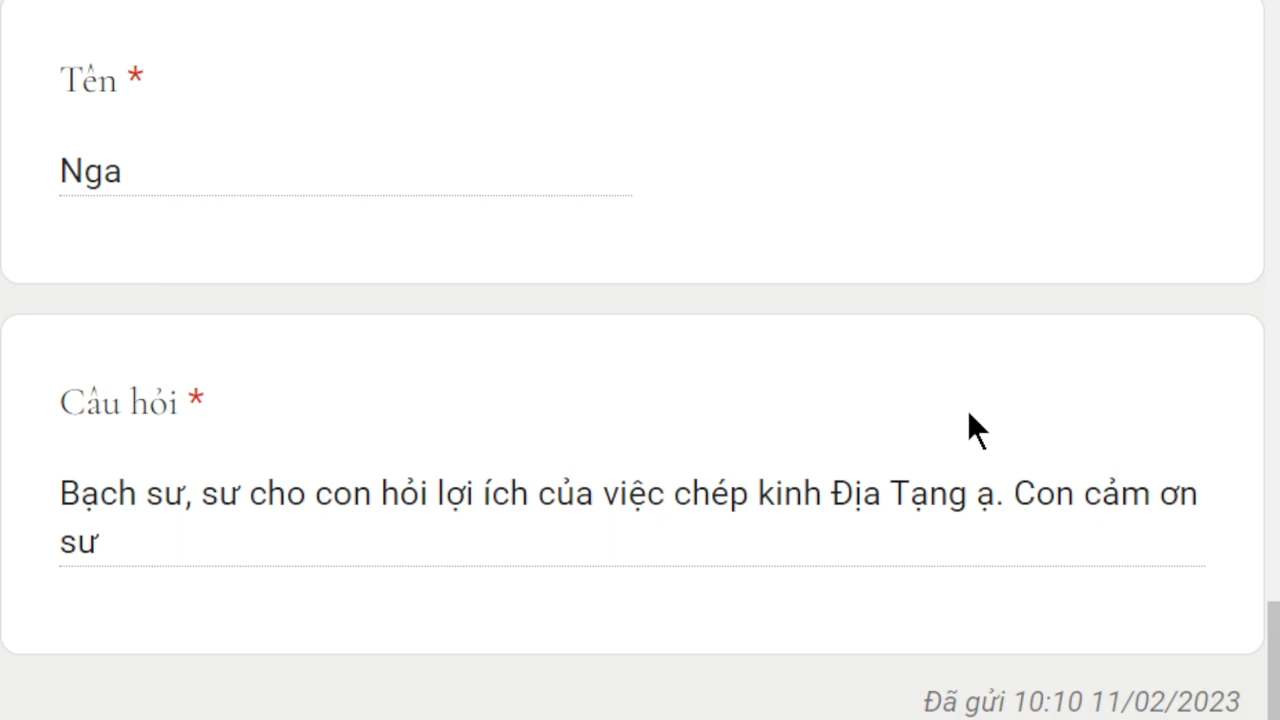 Tên *
Nga
Câu hỏi *
Bạch sư, sư cho con hỏi lợi ích của việc chép kinh Địa Tạng ạ. Con cảm ơn
sư
Đã gửi 10:10 11/02/2023